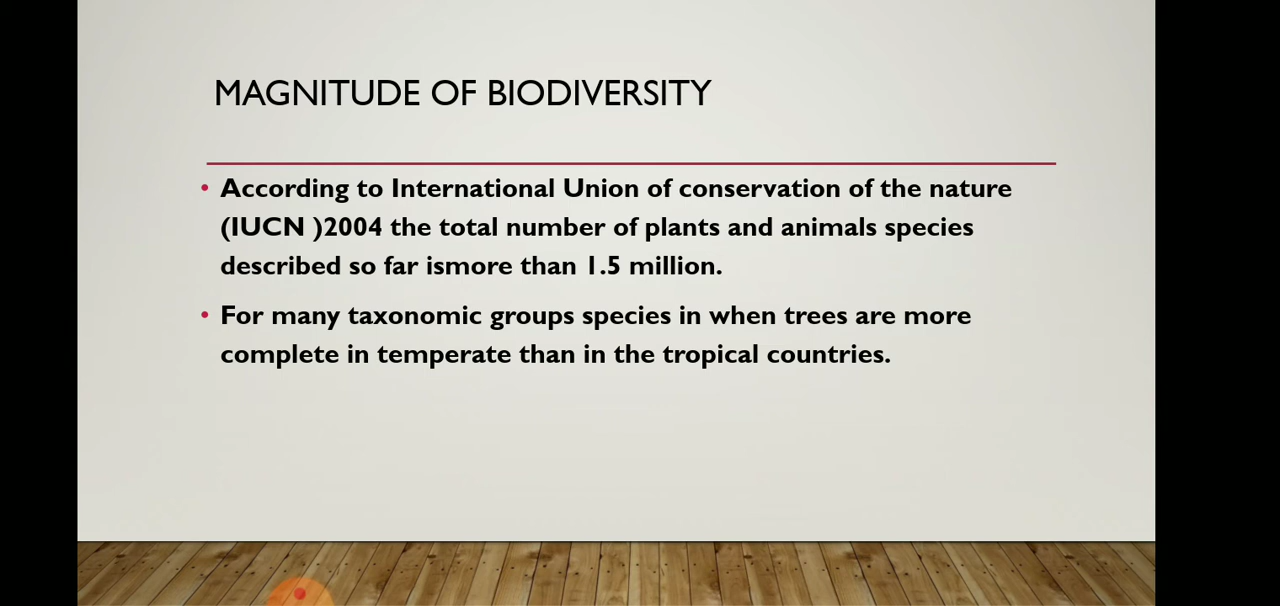 MAGNITUDE OF BIODIVERSITY
• According to International Union of conservation of the nature
(IUCN )2004 the total number of plants and animals species
described so far ismore than 1.5 million.
• For many taxonomic groups species in when trees are more
complete in temperate than in the tropical countries.